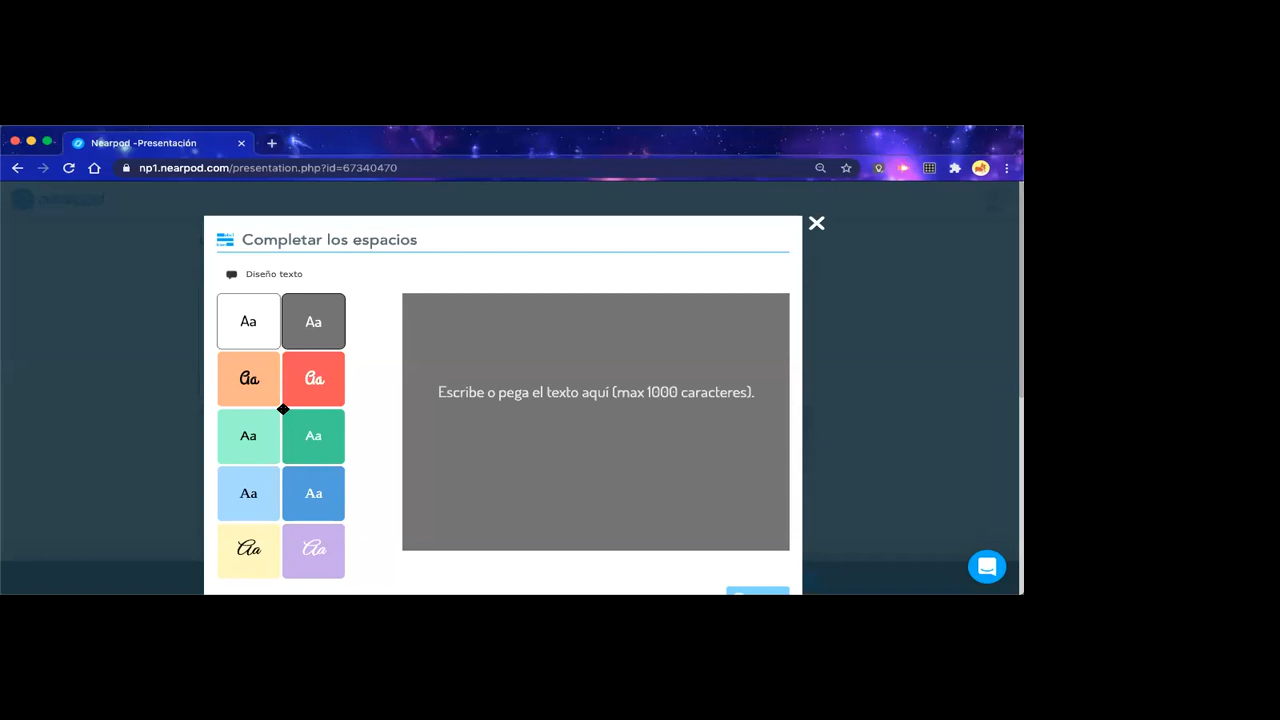 Nearpod -Presentación
np1.nearpod.com/presentation.php?id=67340470
Completar los espacios
Diseño texto
Aa Aa
Aa Aa
Aa Aa
Aa Aa
Aa Aa
Escribe o pega el texto aquí (max 1000 caracteres).